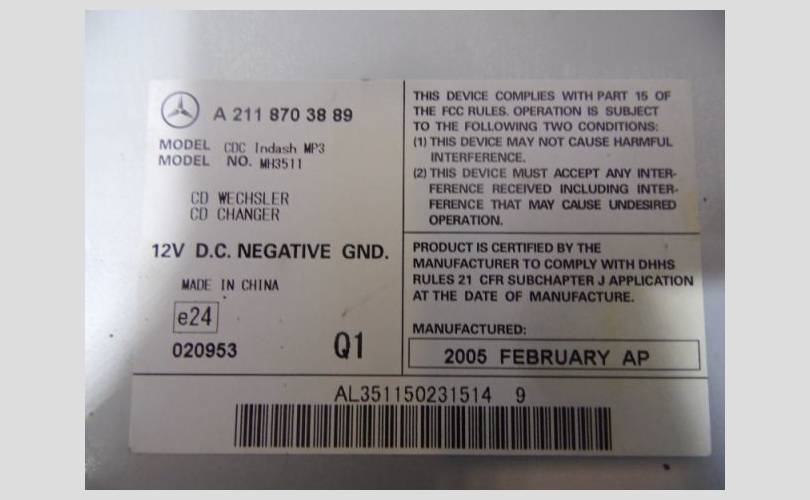 A 211 870 38 89
MODEL CDC Indash MP3
MODEL NO. MH3511
CD WECHSLER
CD CHANGER
12V D.C. NEGATIVE GND.
MADE IN CHINA
e24
020953 Q1
THIS DEVICE COMPLIES WITH PART 15 OF
THE FCC RULES. OPERATION IS SUBJECT
TO THE FOLLOWING TWO CONDITIONS:
(1) THIS DEVICE MAY NOT CAUSE HARMFUL
INTERFERENCE.
(2) THIS DEVICE MUST ACCEPT ANY INTER-
FERENCE RECEIVED INCLUDING INTER-
FERENCE THAT MAY CAUSE UNDESIRED
OPERATION.
PRODUCT IS CERTIFIED BY THE
MANUFACTURER TO COMPLY WITH DHHS
RULES 21 CFR SUBCHAPTER J APPLICATION
AT THE DATE OF MANUFACTURE.
MANUFACTURED:
2005 FEBRUARY AP
AL351150231514 9